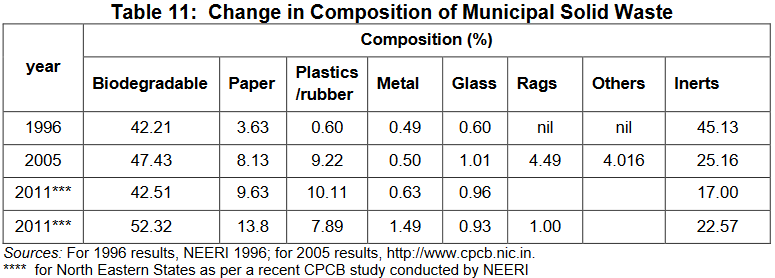 Table 11: Change in Composition of Municipal Solid Waste
year Composition (%)
Biodegradable Paper Plastics /rubber Metal Glass Rags Others Inerts
1996 42.21 3.63 0.60 0.49 0.60 nil nil 45.13
2005 47.43 8.13 9.22 0.50 1.01 4.49 4.016 25.16
2011*** 42.51 9.63 10.11 0.63 0.96 17.00
2011*** 52.32 13.8 7.89 1.49 0.93 1.00 22.57
Sources: For 1996 results, NEERI 1996; for 2005 results, http://www.cpcb.nic.in.
**** for North Eastern States as per a recent CPCB study conducted by NEERI